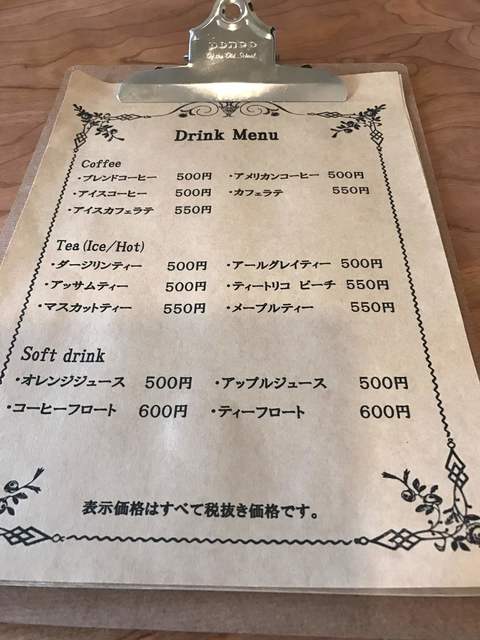 PENCO
Of the Old School
Drink Menu
Coffee
・ブレンドコーヒー 500円 ・アメリカンコーヒー 500円
・アイスコーヒー 500円 ・カフェラテ 550円
・アイスカフェラテ 550円
Tea (Ice/Hot)
・ダージリンティー 500円 ・アールグレイティー 500円
・アッサムティー 500円 ・ティートリコ ピーチ 550円
・マスカットティー 550円 ・メープルティー 550円
Soft drink
・オレンジジュース 500円 ・アップルジュース 500円
・コーヒーフロート 600円 ・ティーフロート 600円
表示価格はすべて税抜き価格です。